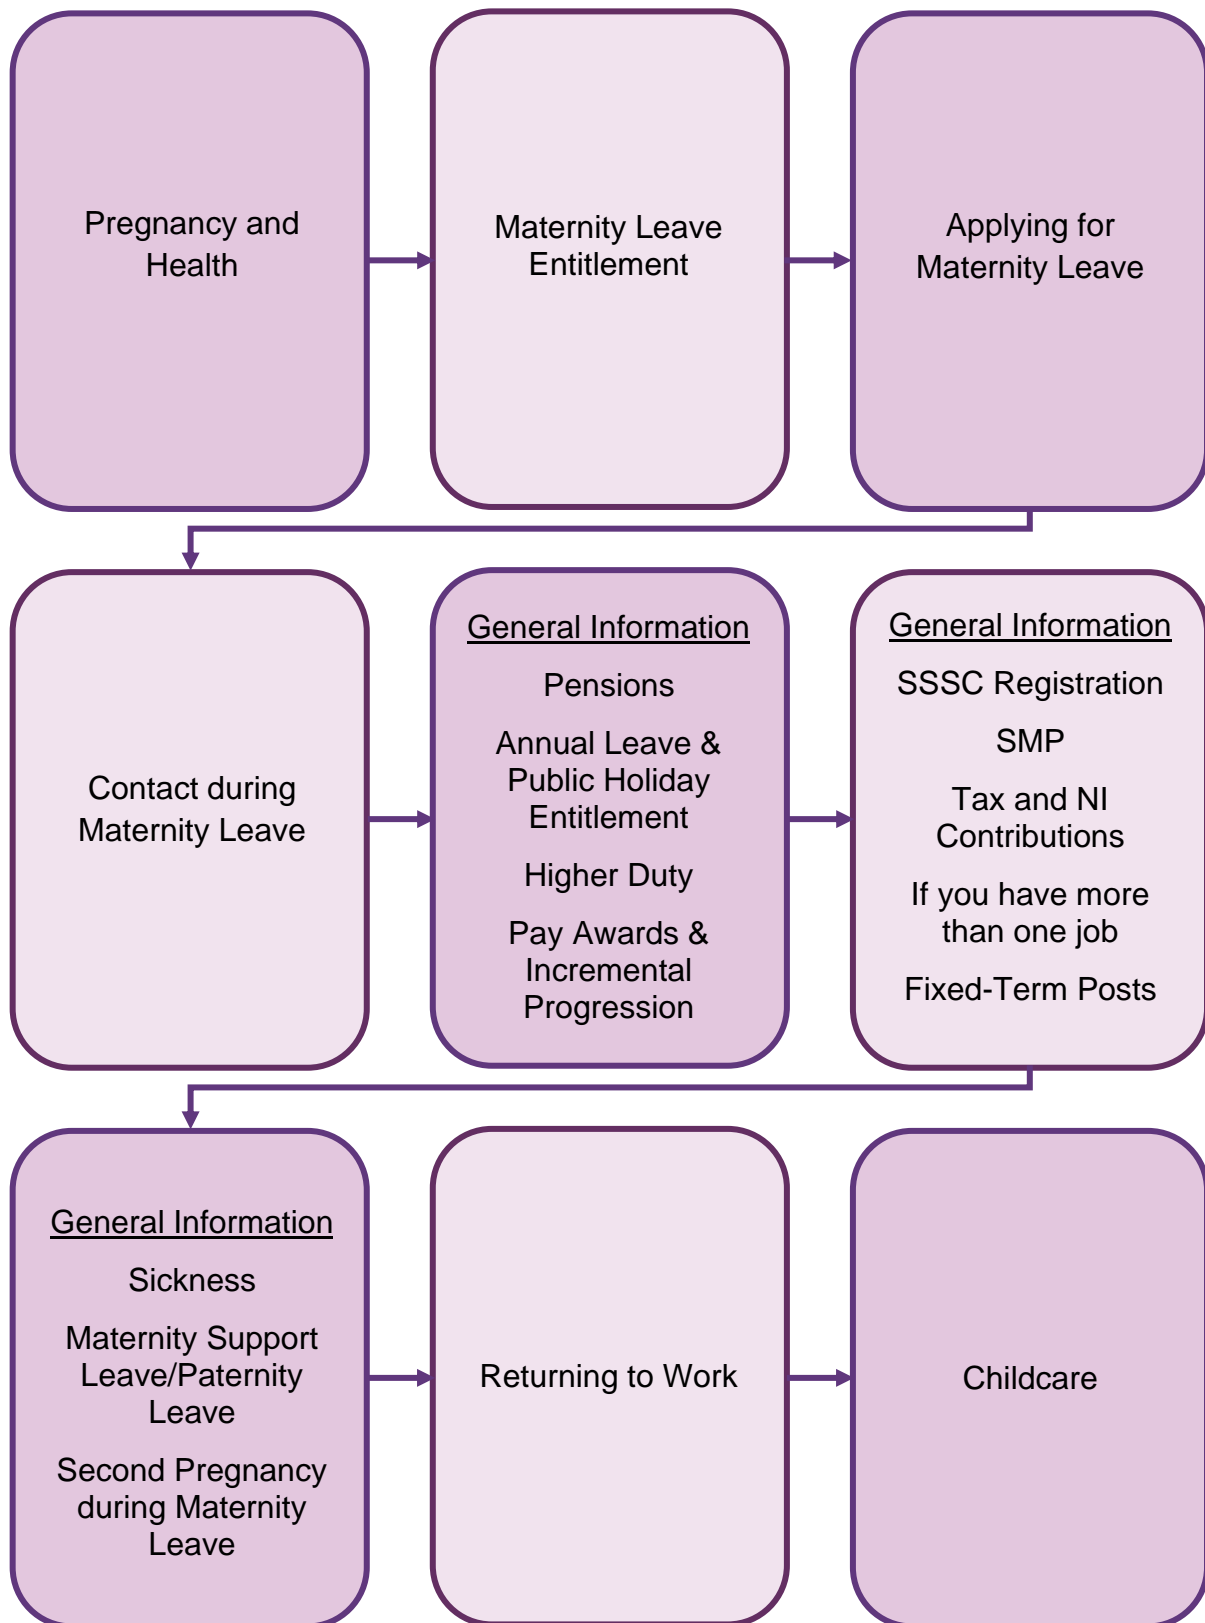 Pregnancy and
Health
Maternity Leave
Entitlement
Applying for
Maternity Leave
Contact during
Maternity Leave
General Information
Pensions
Annual Leave &
Public Holiday
Entitlement
Higher Duty
Pay Awards &
Incremental
Progression
General Information
SSSC Registration
SMP
Tax and NI
Contributions
If you have more
than one job
Fixed-Term Posts
General Information
Sickness
Maternity Support
Leave/Paternity
Leave
Second Pregnancy
during Maternity
Leave
Returning to Work
Childcare